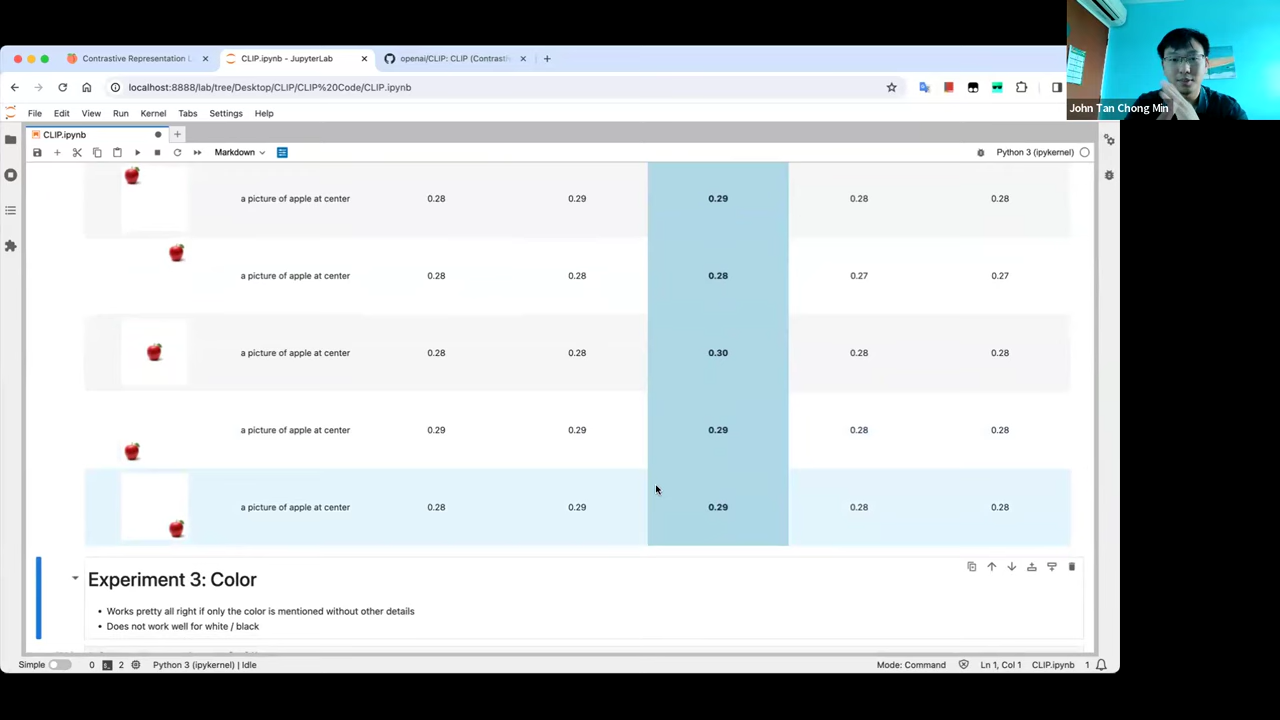 Contrastive Representation L
CLIP.ipynb - JupyterLab
openai/CLIP: CLIP (Contrasti
localhost:8888/lab/tree/Desktop/CLIP/CLIP%20Code/CLIP.ipynb
John Tan Chong Min
File Edit View Run Kernel Tabs Settings Help
CLIP.ipynb
Markdown
Python 3 (ipykernel)
a picture of apple at center 0.28 0.29 0.29 0.28 0.28
a picture of apple at center 0.28 0.28 0.28 0.27 0.27
a picture of apple at center 0.28 0.28 0.30 0.28 0.28
a picture of apple at center 0.29 0.29 0.29 0.28 0.28
a picture of apple at center 0.28 0.29 0.29 0.28 0.28
Experiment 3: Color
• Works pretty all right if only the color is mentioned without other details
• Does not work well for white / black
Simple 0 2 Python 3 (ipykernel) | Idle Mode: Command Ln 1, Col 1 CLIP.ipynb 1